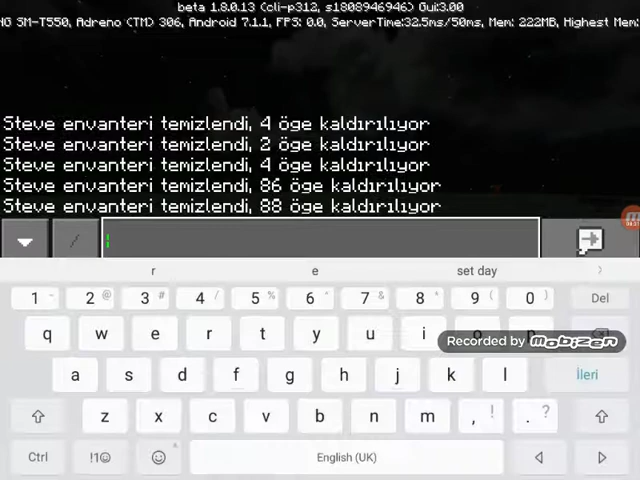 beta 1.8.0.13 (cli-p312, s1808946946) Gui:3.00
NG SM-T550, Adreno (TM) 306, Android 7.1.1, FPS: 0.0, ServerTime:32.5ms/50ms, Mem: 222MB, Highest Mem:
Steve envanteri temizlendi, 4 öge kaldırılıyor
Steve envanteri temizlendi, 2 öge kaldırılıyor
Steve envanteri temizlendi, 4 öge kaldırılıyor
Steve envanteri temizlendi, 86 öge kaldırılıyor
Steve envanteri temizlendi, 88 öge kaldırılıyor
/
r e set day
1 - 2 @ 3 # 4 / 5 % 6 ^ 7 & 8 * 9 ( 0 ) Del
q w e r t y u i o p
Recorded by mobizen
a s d f g h j k l İleri
z x c v b n m , ! . ?
Ctrl !1☺ English (UK)